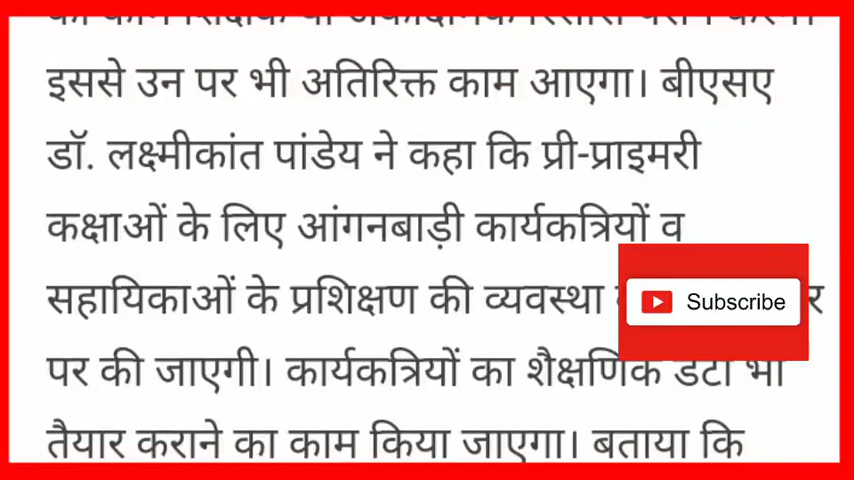 इससे उन पर भी अतिरिक्त काम आएगा। बीएसए
डॉ. लक्ष्मीकांत पांडेय ने कहा कि प्री-प्राइमरी
कक्षाओं के लिए आंगनबाड़ी कार्यकत्रियों व
सहायिकाओं के प्रशिक्षण की व्यवस्था
Subscribe
पर की जाएगी। कार्यकत्रियों का शैक्षणिक डेटा भी
तैयार कराने का काम किया जाएगा। बताया कि